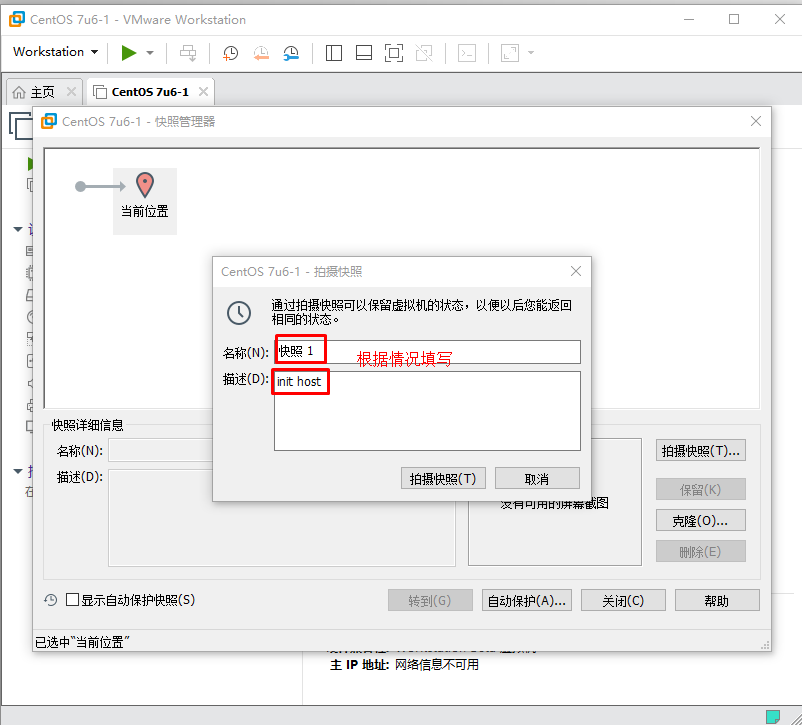 CentOS 7u6-1 - VMware Workstation
Workstation
主页
CentOS 7u6-1
CentOS 7u6-1 - 快照管理器
当前位置
CentOS 7u6-1 - 拍摄快照
通过拍摄快照可以保留虚拟机的状态，以便以后您能返回
相同的状态。
名称(N):
快照 1
根据情况填写
描述(D):
init host
拍摄快照(T)
取消
快照详细信息
名称(N):
描述(D):
没有可用的屏幕截图
拍摄快照(T)...
保留(K)
克隆(O)...
删除(E)
显示自动保护快照(S)
转到(G)
自动保护(A)...
关闭(C)
帮助
已选中"当前位置"
主 IP 地址: 网络信息不可用